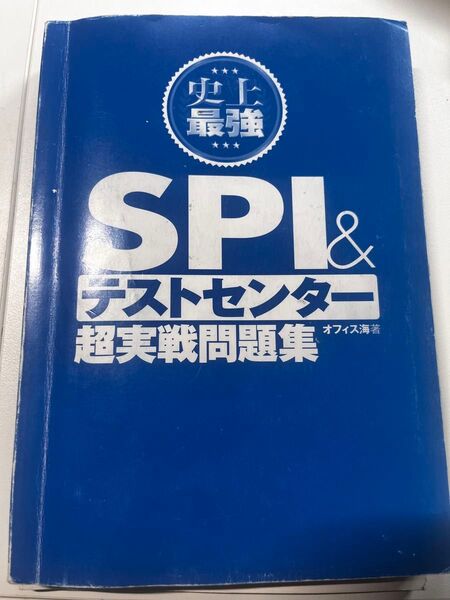 史上
最強
SPI&
テストセンター
超実戦問題集 オフィス海著